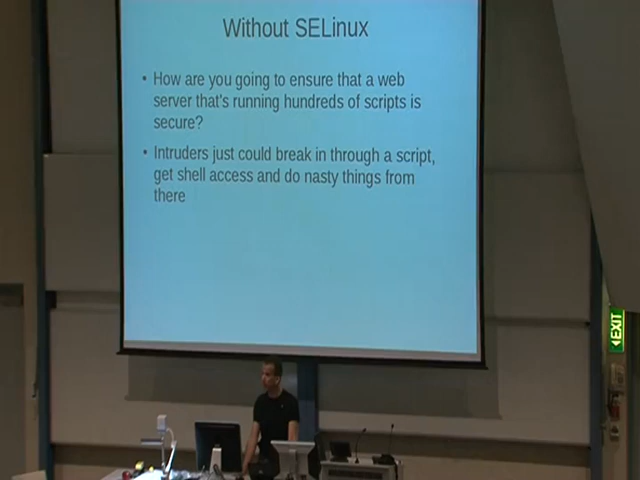 Without SELinux
• How are you going to ensure that a web
server that's running hundreds of scripts is
secure?
• Intruders just could break in through a script,
get shell access and do nasty things from
there
EXIT